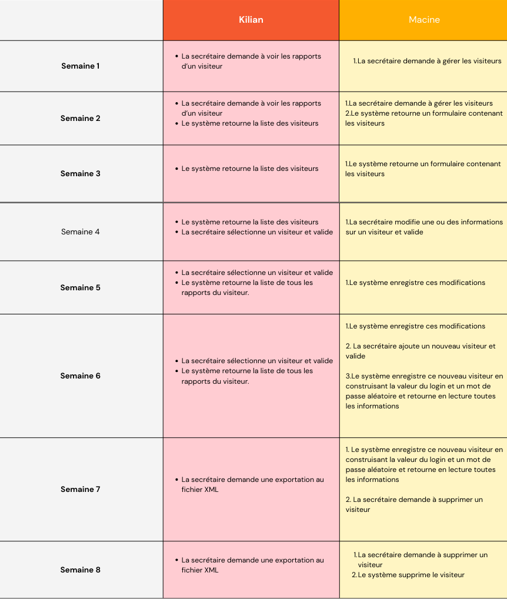 Kilian
Macine
Semaine 1
• La secrétaire demande à voir les rapports
d'un visiteur
1.La secrétaire demande à gérer les visiteurs
Semaine 2
• La secrétaire demande à voir les rapports
d'un visiteur
• Le système retourne la liste des visiteurs
1.La secrétaire demande à gérer les visiteurs
2.Le système retourne un formulaire contenant
les visiteurs
Semaine 3
• Le système retourne la liste des visiteurs
1.Le système retourne un formulaire contenant
les visiteurs
Semaine 4
• Le système retourne la liste des visiteurs
• La secrétaire sélectionne un visiteur et valide
1.La secrétaire modifie une ou des informations
sur un visiteur et valide
Semaine 5
• La secrétaire sélectionne un visiteur et valide
• Le système retourne la liste de tous les
rapports du visiteur.
1.Le système enregistre ces modifications
Semaine 6
• La secrétaire sélectionne un visiteur et valide
• Le système retourne la liste de tous les
rapports du visiteur.
1.Le système enregistre ces modifications
2. La secrétaire ajoute un nouveau visiteur et
valide
3.Le système enregistre ce nouveau visiteur en
construisant la valeur du login et un mot de
passe aléatoire et retourne en lecture toutes
les informations
Semaine 7
• La secrétaire demande une exportation au
fichier XML
1. Le système enregistre ce nouveau visiteur en
construisant la valeur du login et un mot de
passe aléatoire et retourne en lecture toutes
les informations
2. La secrétaire demande à supprimer un
visiteur
Semaine 8
• La secrétaire demande une exportation au
fichier XML
1.La secrétaire demande à supprimer un
visiteur
2.Le système supprime le visiteur